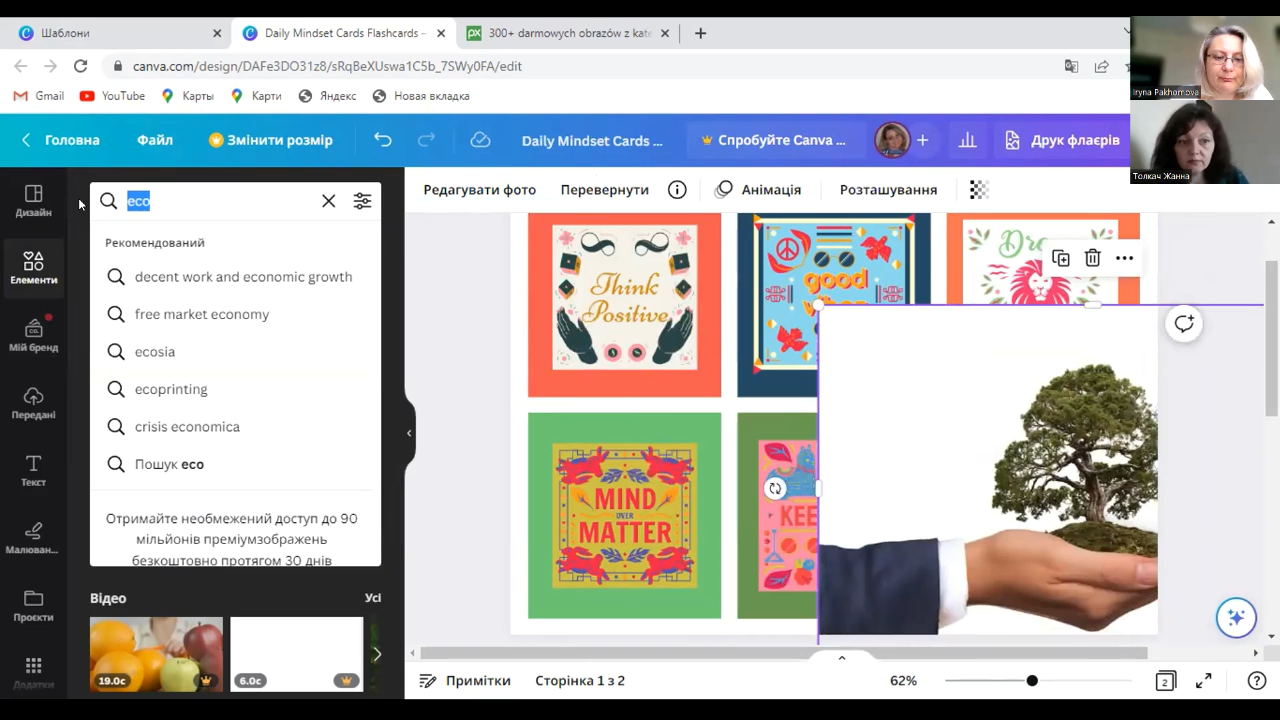 Шаблони
Daily Mindset Cards Flashcards –
300+ darmowych obrazów z kate
canva.com/design/DAFe3DO31z8/sRqBeXUswa1C5b_7SWy0FA/edit
Gmail
YouTube
Карты
Карти
Яндекс
Новая вкладка
Iryna Pakhomova
Толкач Жанна
Головна
Файл
Змінити розмір
Daily Mindset Cards ...
Спробуйте Canva ...
Друк флаєрів
Дизайн
Елементи
Мій бренд
Передані
Текст
Малюван...
Проєкти
Додатки
eco
Рекомендований
decent work and economic growth
free market economy
ecosia
ecoprinting
crisis economica
Пошук eco
Отримайте необмежений доступ до 90
мільйонів преміумзображень
безкоштовно протягом 30 днів
Відео
Усі
19.0с
6.0с
Редагувати фото
Перевернути
Анімація
Розташування
Think
Positive
good
MIND
OVER
MATTER
KEE
Примітки
Сторінка 1 з 2
62%
2